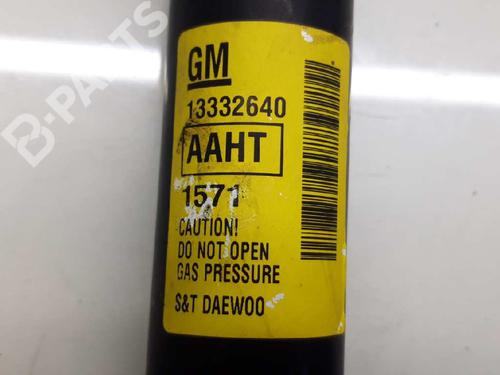 B-PARTS
GM
13332640
AAHT
1571
CAUTION!
DO NOT OPEN
GAS PRESSURE
S&T DAEWOO